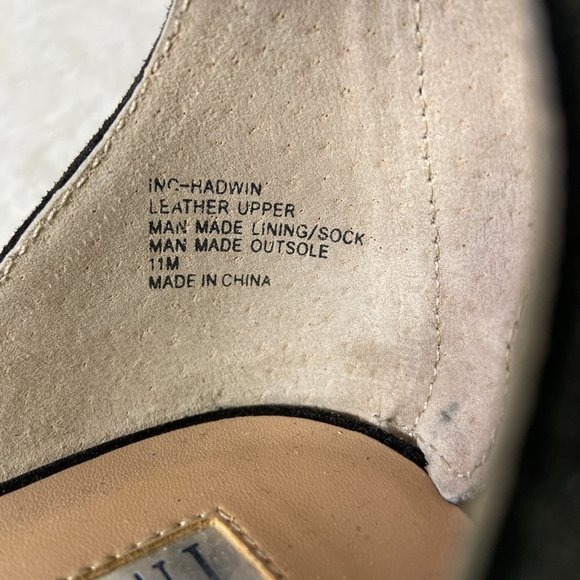 INC-HADWIN
LEATHER UPPER
MAN MADE LINING/SOCK
MAN MADE OUTSOLE
11M
MADE IN CHINA